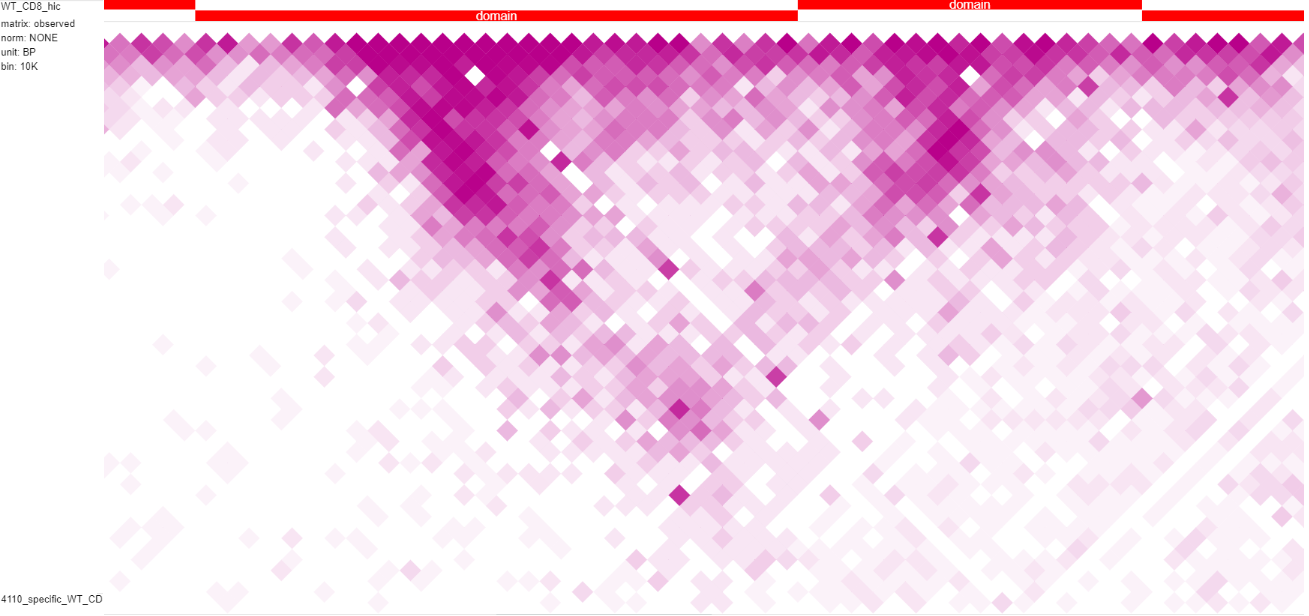 WT_CD8_hic
matrix: observed
norm: NONE
unit: BP
bin: 10K
domain
domain
4110_specific_WT_CD